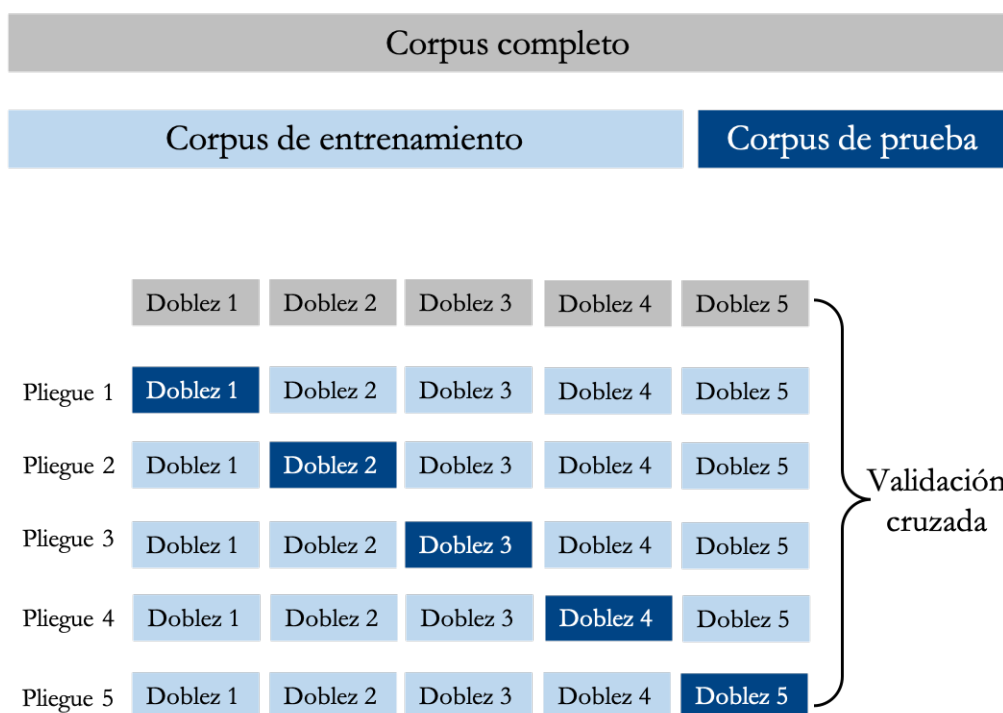 Corpus completo
Corpus de entrenamiento Corpus de prueba
Doblez 1 Doblez 2 Doblez 3 Doblez 4 Doblez 5
Pliegue 1 Doblez 1 Doblez 2 Doblez 3 Doblez 4 Doblez 5
Pliegue 2 Doblez 1 Doblez 2 Doblez 3 Doblez 4 Doblez 5
Pliegue 3 Doblez 1 Doblez 2 Doblez 3 Doblez 4 Doblez 5
Pliegue 4 Doblez 1 Doblez 2 Doblez 3 Doblez 4 Doblez 5
Pliegue 5 Doblez 1 Doblez 2 Doblez 3 Doblez 4 Doblez 5
Validación
cruzada